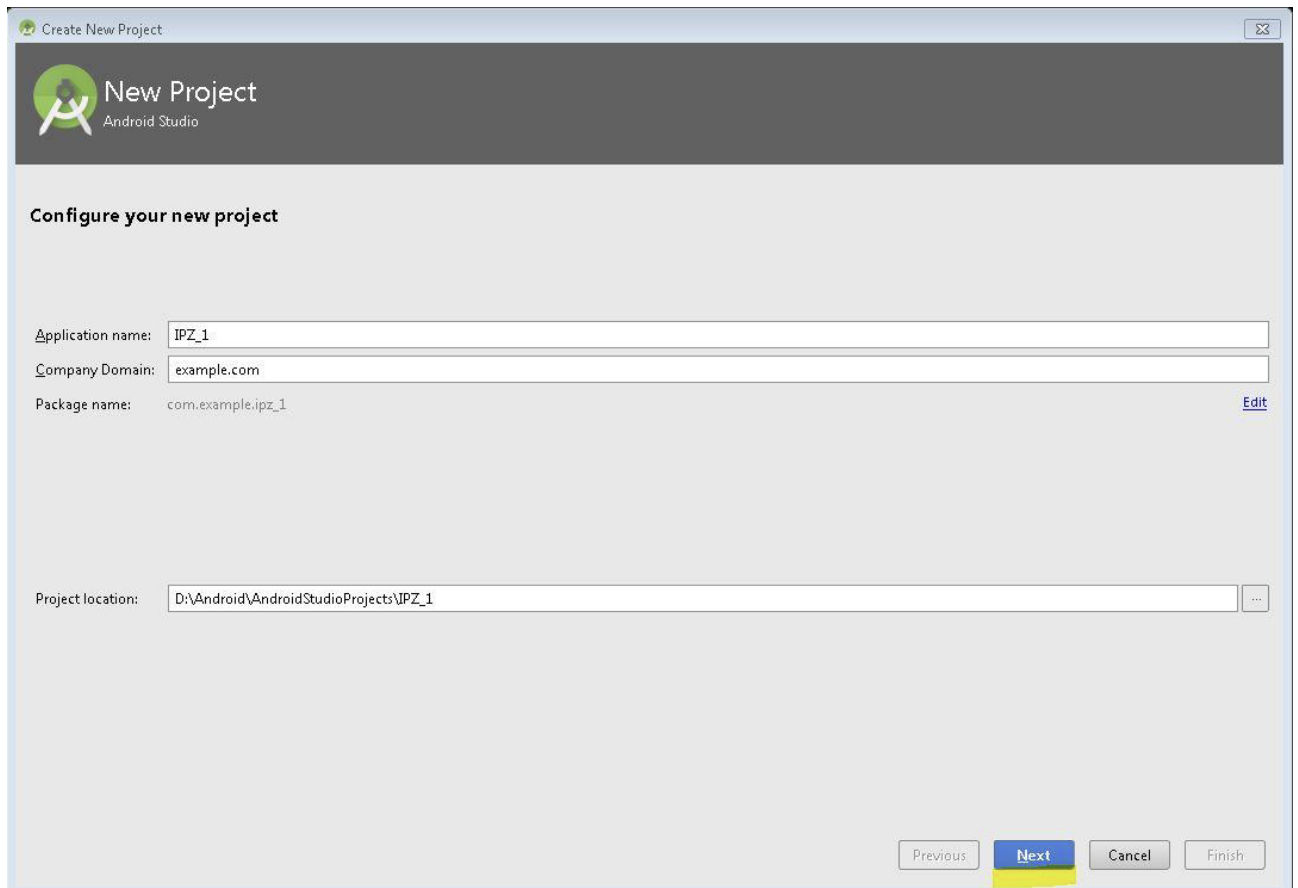 Create New Project
New Project
Android Studio
Configure your new project
Application name: IPZ_1
Company Domain: example.com
Package name: com.example.ipz_1 Edit
Project location: D:\Android\AndroidStudioProjects\IPZ_1 ...
Previous Next Cancel Finish